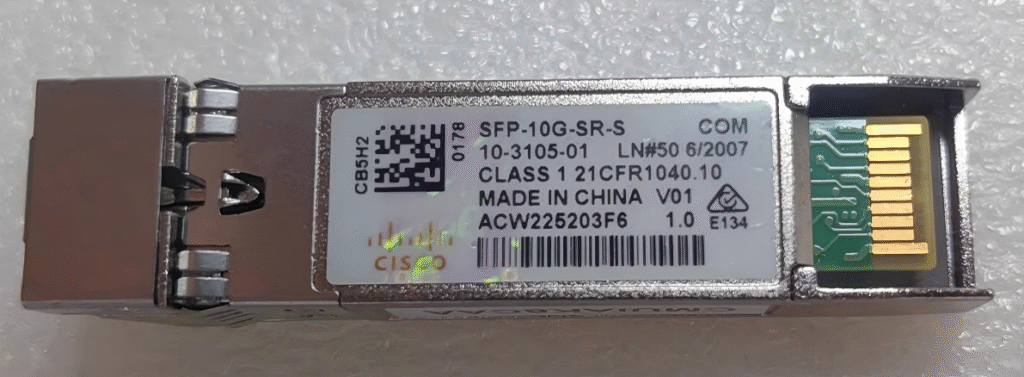 CB5H2
0178
SFP-10G-SR-S COM
10-3105-01 LN#50 6/2007
CLASS 1 21CFR1040.10
MADE IN CHINA V01
ACW225203F6 1.0 E134
CISCO